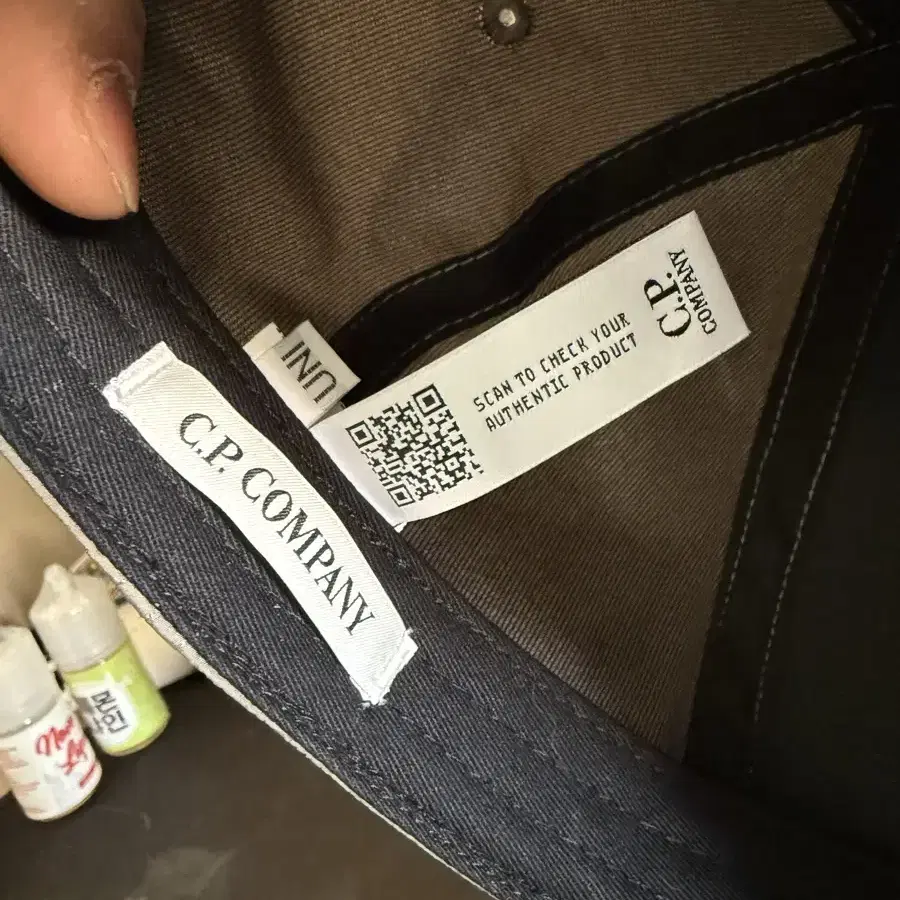 C.P. COMPANY
UNI
SCAN TO CHECK YOUR
AUTHENTIC PRODUCT
C.P.
COMPANY